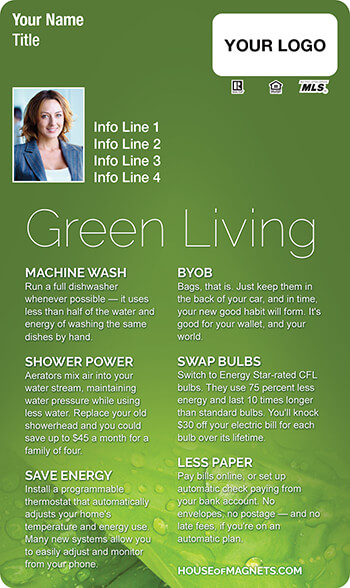 Your Name
Title
YOUR LOGO
REALTOR
MLS
Info Line 1
Info Line 2
Info Line 3
Info Line 4
Green Living
MACHINE WASH
Run a full dishwasher
whenever possible — it uses
less than half of the water and
energy of washing the same
dishes by hand.
SHOWER POWER
Aerators mix air into your
water stream, maintaining
water pressure while using
less water. Replace your old
showerhead and you could
save up to $45 a month for a
family of four.
SAVE ENERGY
Install a programmable
thermostat that automatically
adjusts your home's
temperature and energy use.
Many new systems allow you
to easily adjust and monitor
from your phone.
BYOB
Bags, that is. Just keep them in
the back of your car, and in time,
your new good habit will form. It's
good for your wallet, and your
world.
SWAP BULBS
Switch to Energy Star-rated CFL
bulbs. They use 75 percent less
energy and last 10 times longer
than standard bulbs. You'll knock
$30 off your electric bill for each
bulb over its lifetime.
LESS PAPER
Pay bills online, or set up
automatic check paying from
your bank account. No
envelopes, no postage — and no
late fees, if you're on an
automatic plan.
HOUSEOFMAGNETS.COM